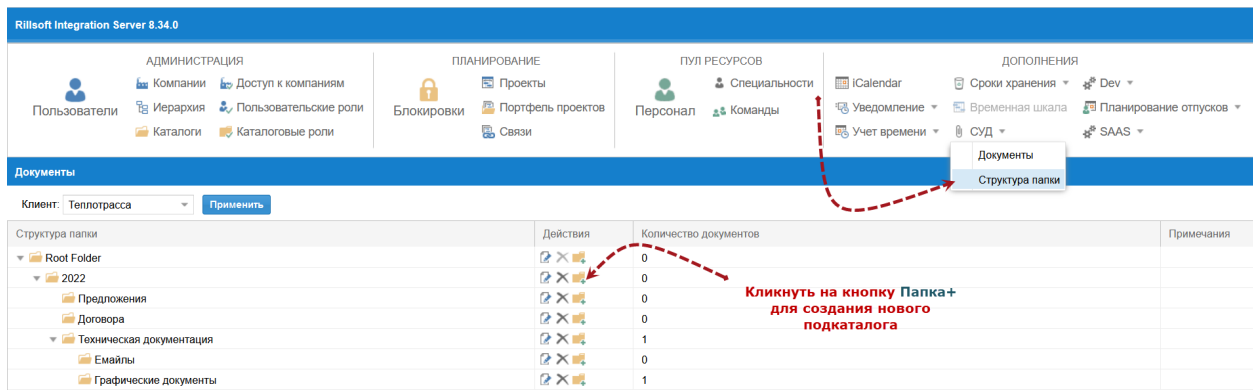 Rillsoft Integration Server 8.34.0
АДМИНИСТРАЦИЯ
Пользователи
Компании Доступ к компаниям
Иерархия Пользовательские роли
Каталоги Каталоговые роли
ПЛАНИРОВАНИЕ
Блокировки
Проекты
Портфель проектов
Связи
ПУЛ РЕСУРСОВ
Персонал
Специальности
Команды
ДОПОЛНЕНИЯ
iCalendar Сроки хранения Dev
Уведомление Временная шкала Планирование отпусков
Учет времени СУД SAAS
Документы
Структура папки
Документы
Клиент: Теплотрасса Применить
Структура папки Действия Количество документов Примечания
Root Folder 0
2022 0
Предложения 0
Договора 0
Техническая документация 1
Емайлы 0
Графические документы 1
Кликнуть на кнопку Папка+
для создания нового
подкаталога